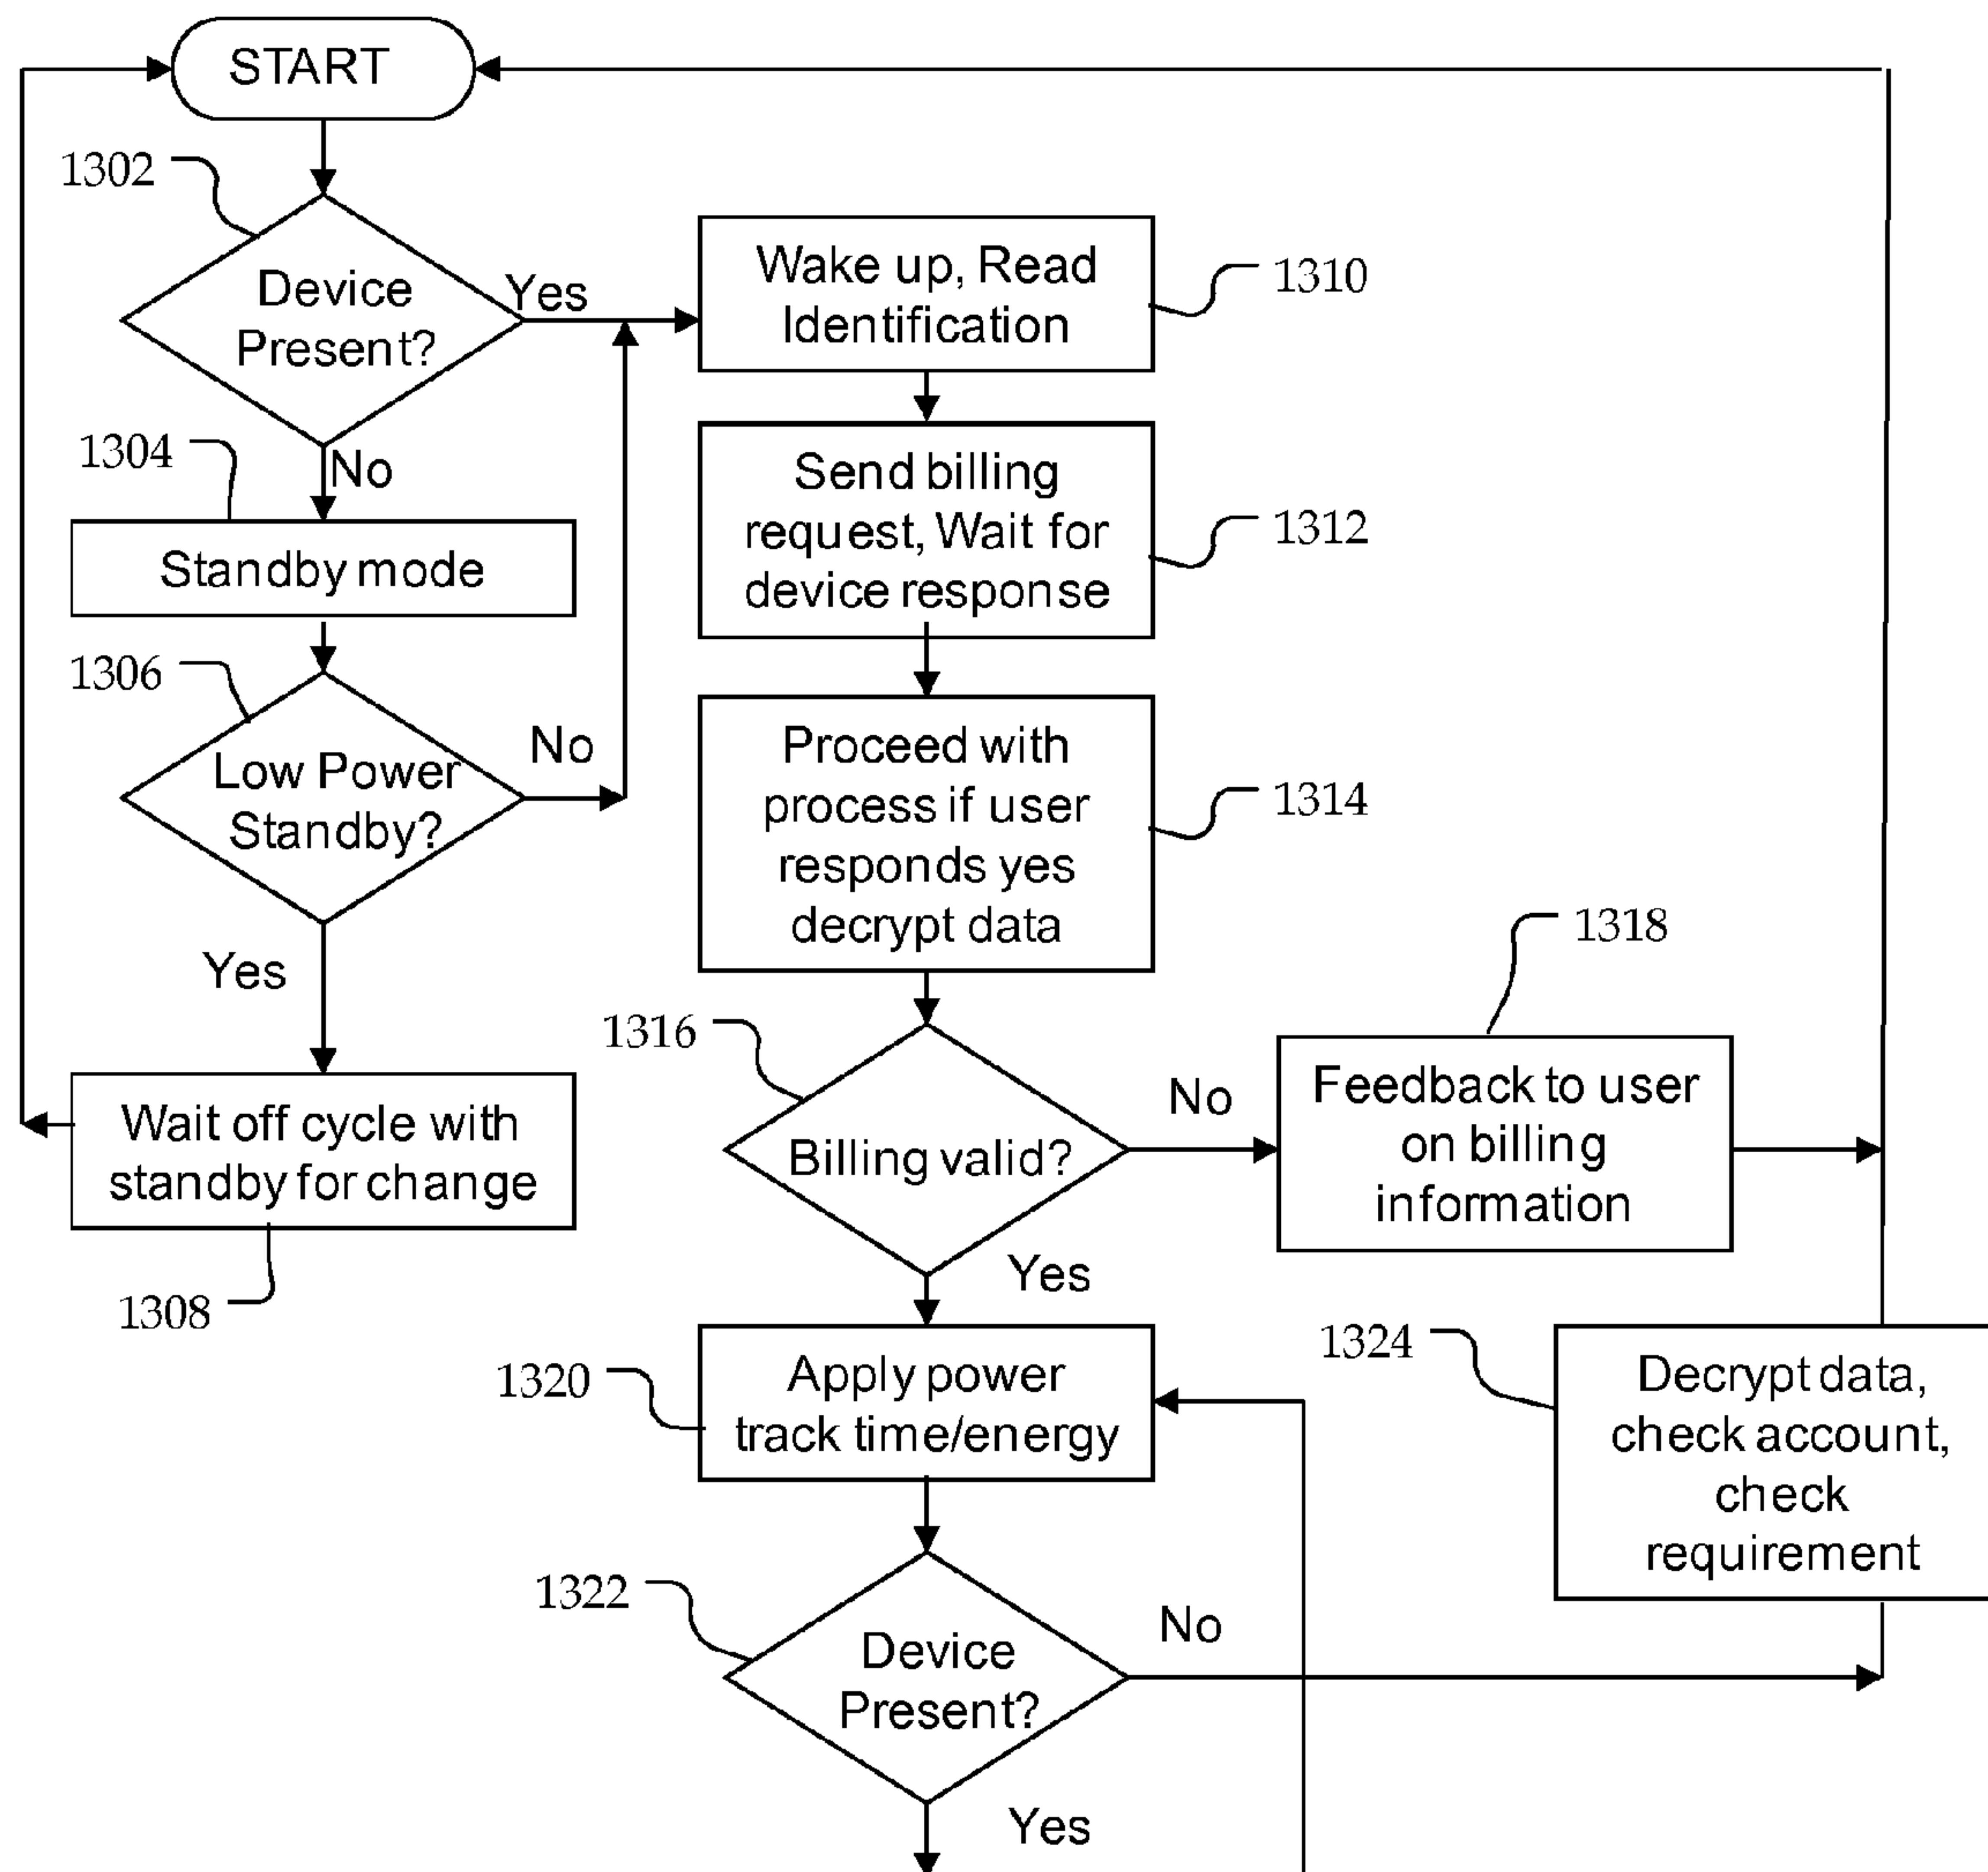 START
1302
Device
Present?
Yes
No
1304
Standby mode
1306
Low Power
Standby?
No
Yes
Wait off cycle with
standby for change
1308
Wake up, Read
Identification
1310
Send billing
request, Wait for
device response
1312
Proceed with
process if user
responds yes
decrypt data
1314
1316
Billing valid?
No
Yes
1318
Feedback to user
on billing
information
1320
Apply power
track time/energy
1322
Device
Present?
No
Yes
1324
Decrypt data,
check account,
check
requirement